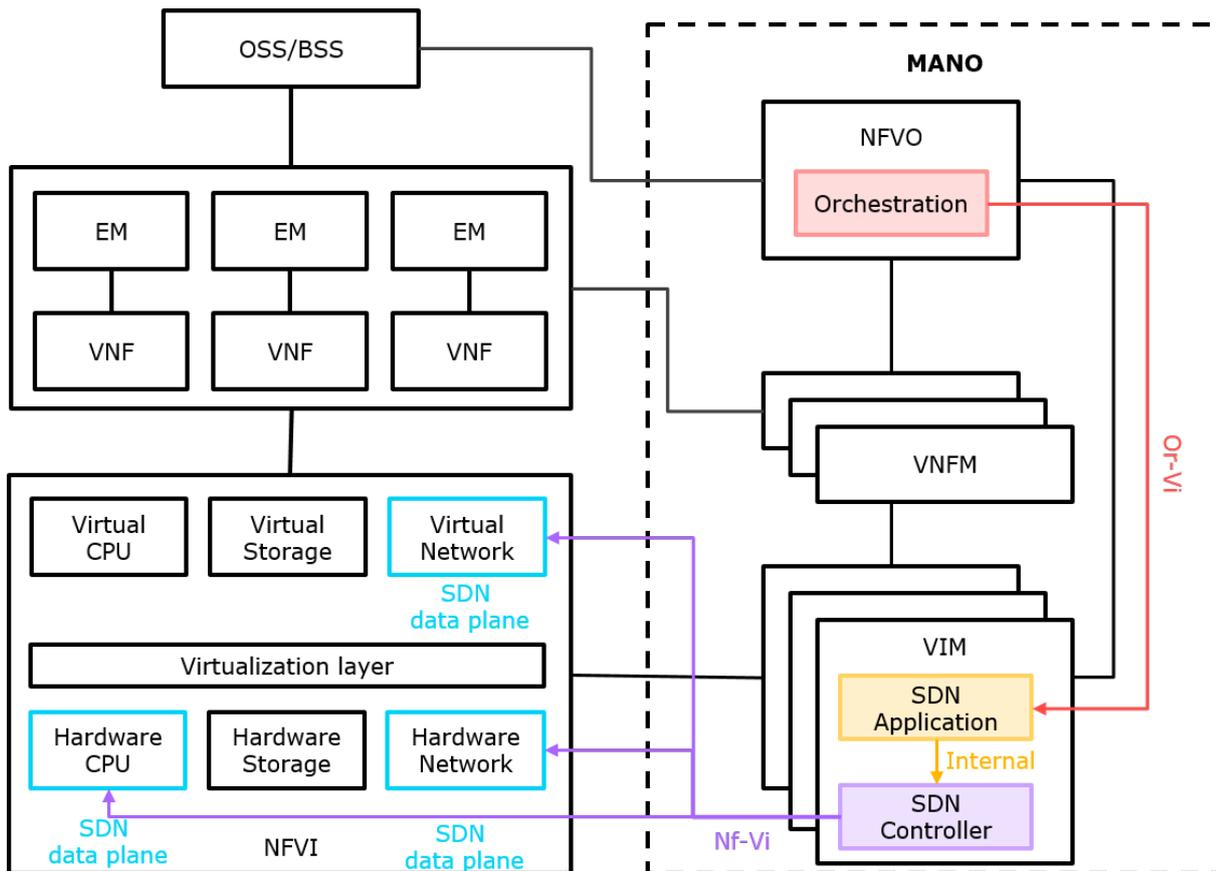 OSS/BSS
MANO
NFVO
Orchestration
EM
EM
EM
VNF
VNF
VNF
VNFM
Or-Vi
Virtual
CPU
Virtual
Storage
Virtual
Network
SDN
data plane
Virtualization layer
VIM
SDN
Application
Internal
SDN
Controller
Hardware
CPU
Hardware
Storage
Hardware
Network
SDN
data plane
NFVI
SDN
data plane
Nf-Vi